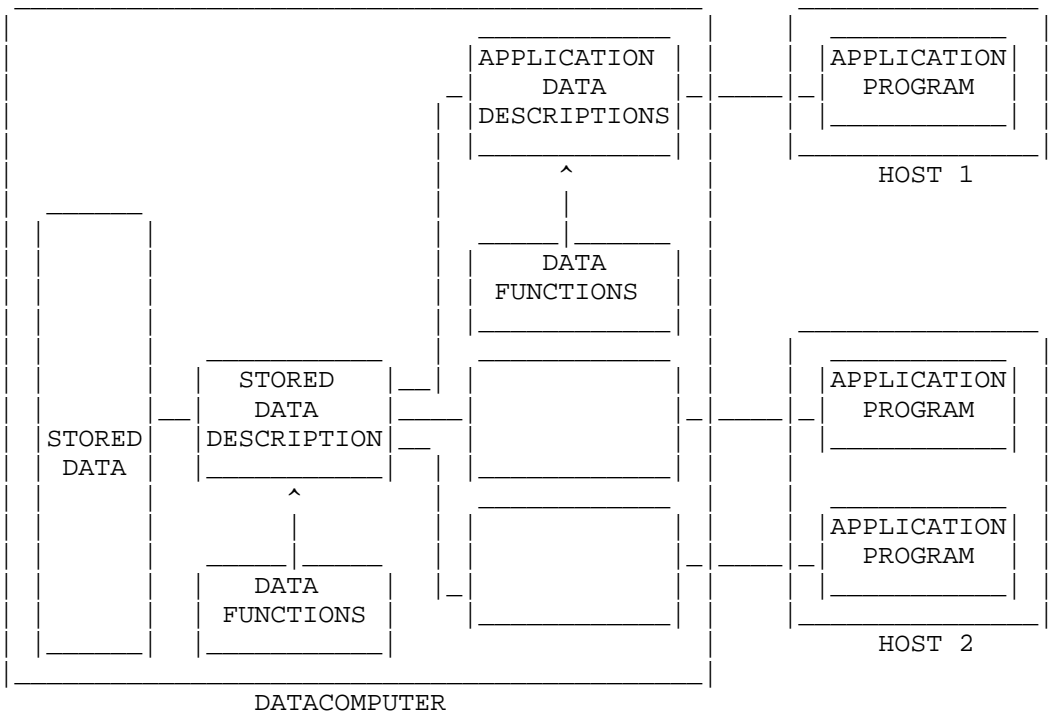 APPLICATION
DATA
DESCRIPTIONS
APPLICATION
PROGRAM
HOST 1
DATA
FUNCTIONS
STORED
DATA
STORED
DATA
DESCRIPTION
DATA
FUNCTIONS
APPLICATION
PROGRAM
APPLICATION
PROGRAM
HOST 2
DATACOMPUTER